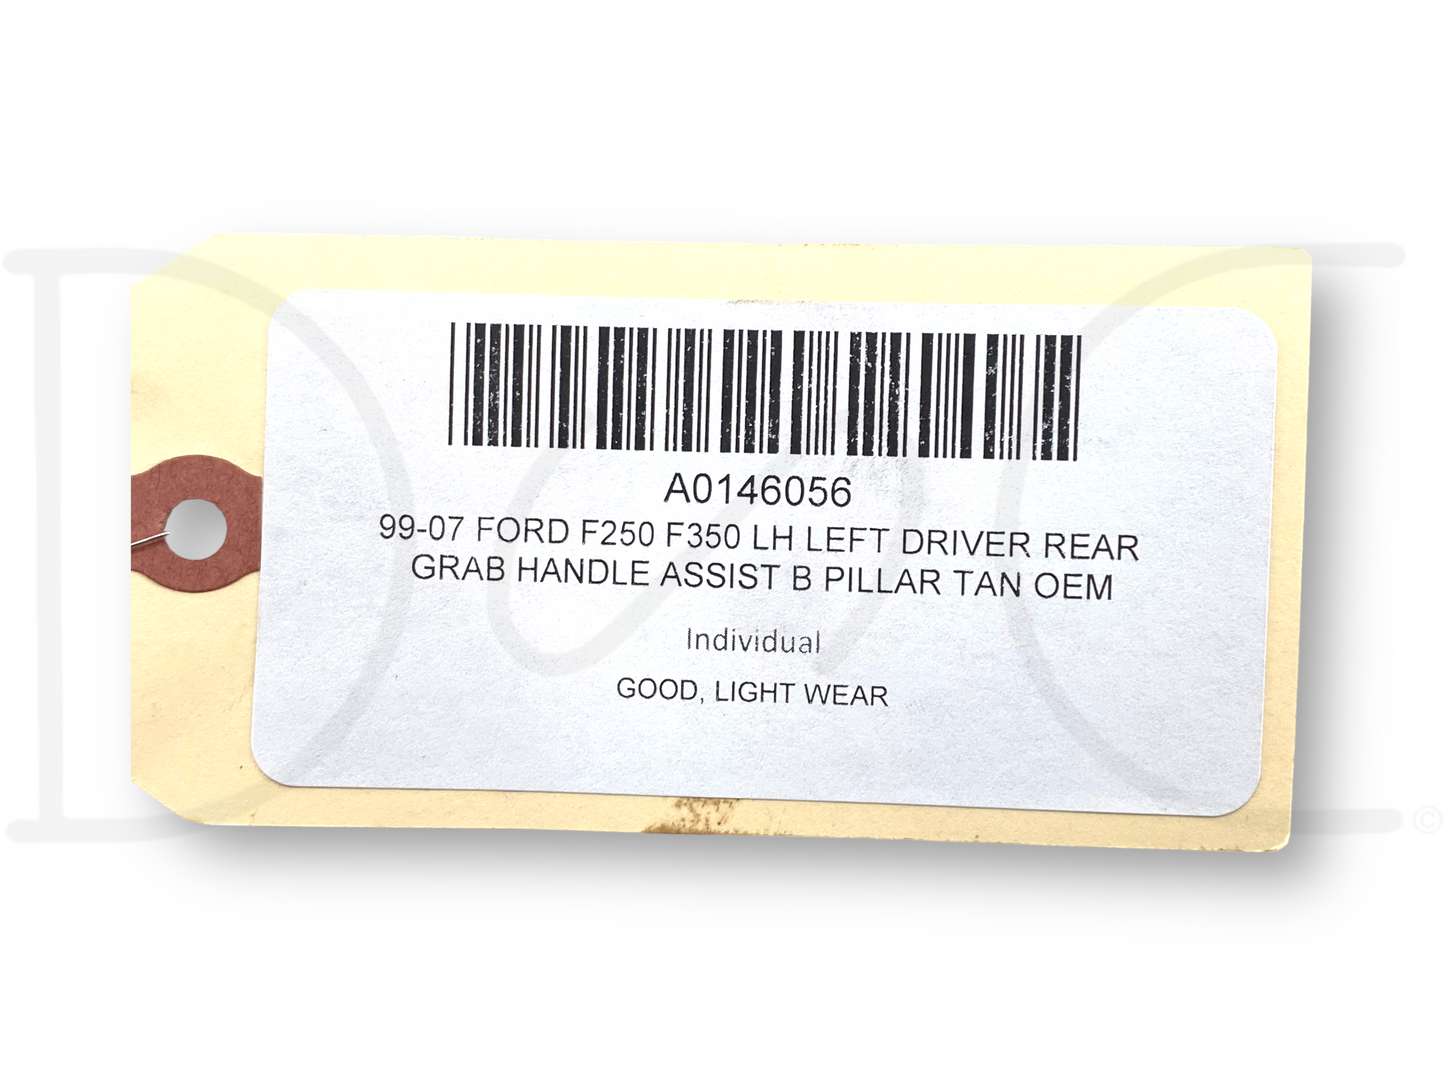 A0146056
99-07 FORD F250 F350 LH LEFT DRIVER REAR
GRAB HANDLE ASSIST B PILLAR TAN OEM
Individual
GOOD, LIGHT WEAR
©